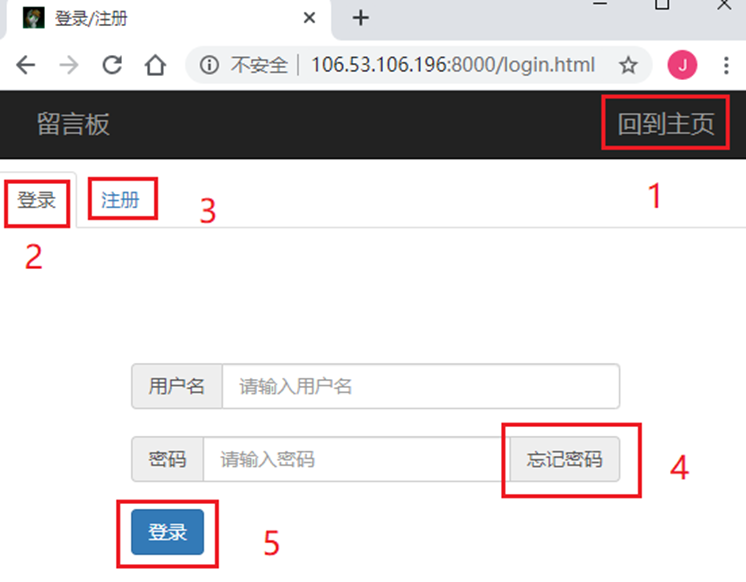 登录/注册
不安全 106.53.106.196:8000/login.html J
留言板 回到主页
1
登录 注册 3
2
用户名 请输入用户名
密码 请输入密码 忘记密码 4
登录 5